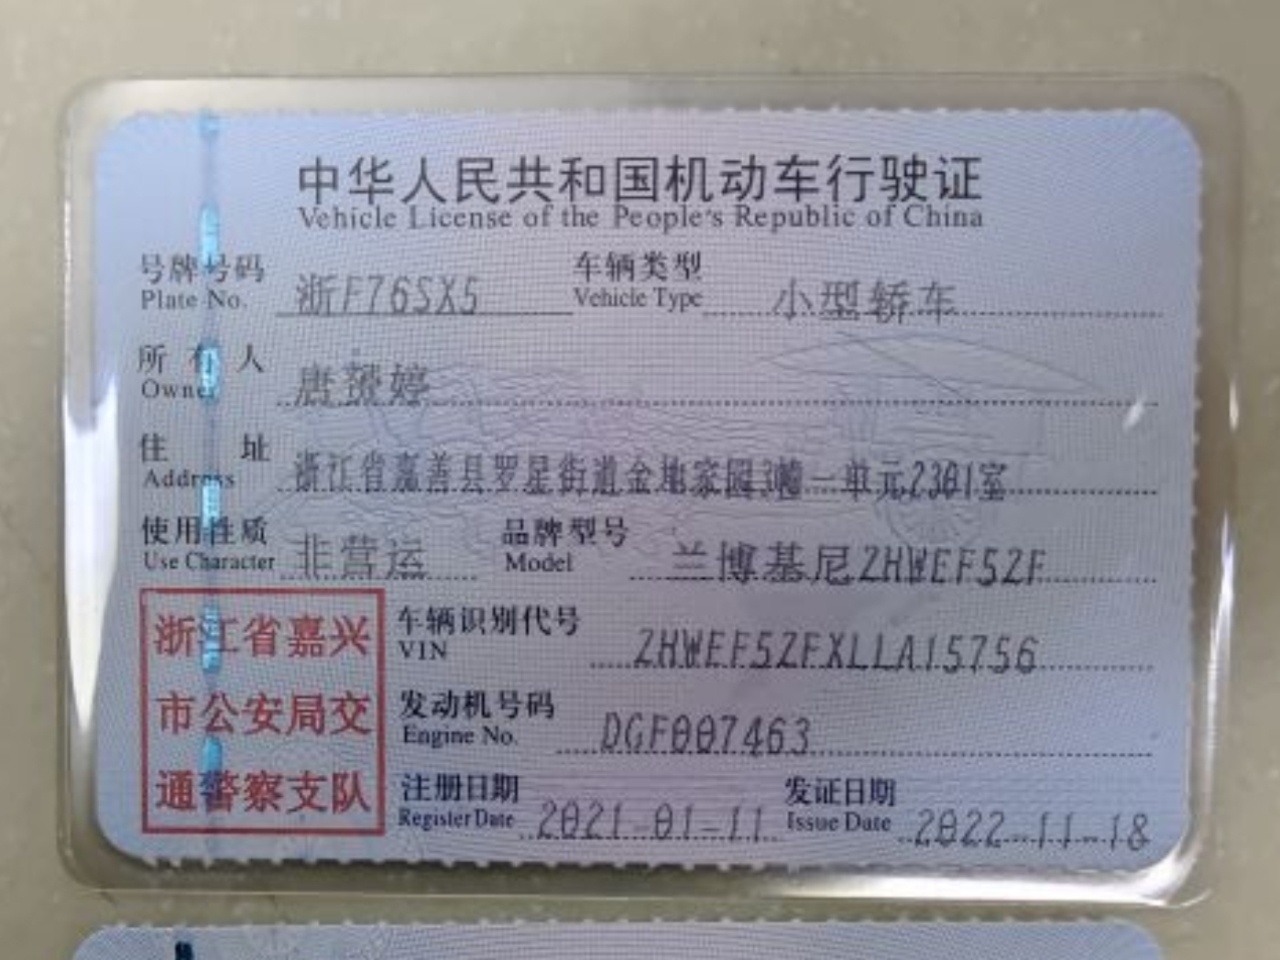 中华人民共和国机动车行驶证
Vehicle License of the People's Republic of China
号牌号码 浙F76SX5 车辆类型 小型轿车
Plate No. Vehicle Type
所有人 唐赟婷
Owner
住址 浙江省嘉善县罗星街道金地家园3幢一单元2301室
Address
使用性质 非营运 品牌型号 兰博基尼ZHWEF5ZF
Use Character Model
浙江省嘉兴 车辆识别代号 ZHWEF5ZFXLLA15756
VIN
市公安局交 发动机号码 DGF007463
Engine No.
通警察支队 注册日期 2021-01-11 发证日期 2022-11-18
Register Date Issue Date